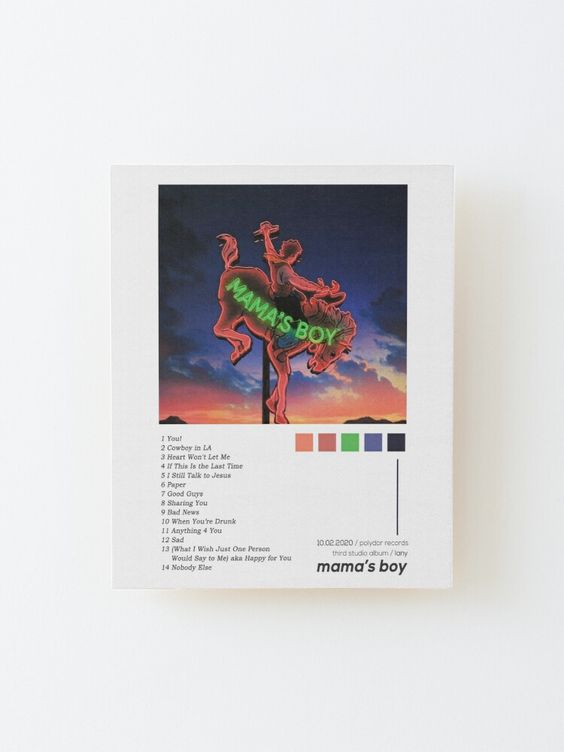 MAMA'S BOY
1 You!
2 Cowboy in LA
3 Heart Won't Let Me
4 If This Is the Last Time
5 I Still Talk to Jesus
6 Paper
7 Good Guys
8 Sharing You
9 Bad News
10 When You're Drunk
11 Anything 4 You
12 Sad
13 (What I Wish Just One Person
Would Say to Me) aka Happy for You
14 Nobody Else
10.02.2020 / polydor records
third studio album / lany
mama's boy